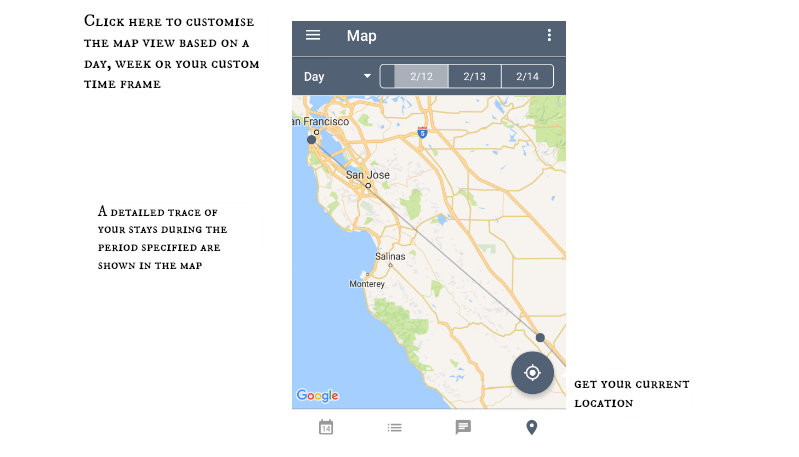 Click here to customise
the map view based on a
day, week or your custom
time frame
Map
Day
2/12
2/13
2/14
an Francisco
5
San Jose
A detailed trace of
your stays during the
period specified are
shown in the map
Salinas
Monterey
get your current
location
Google
14